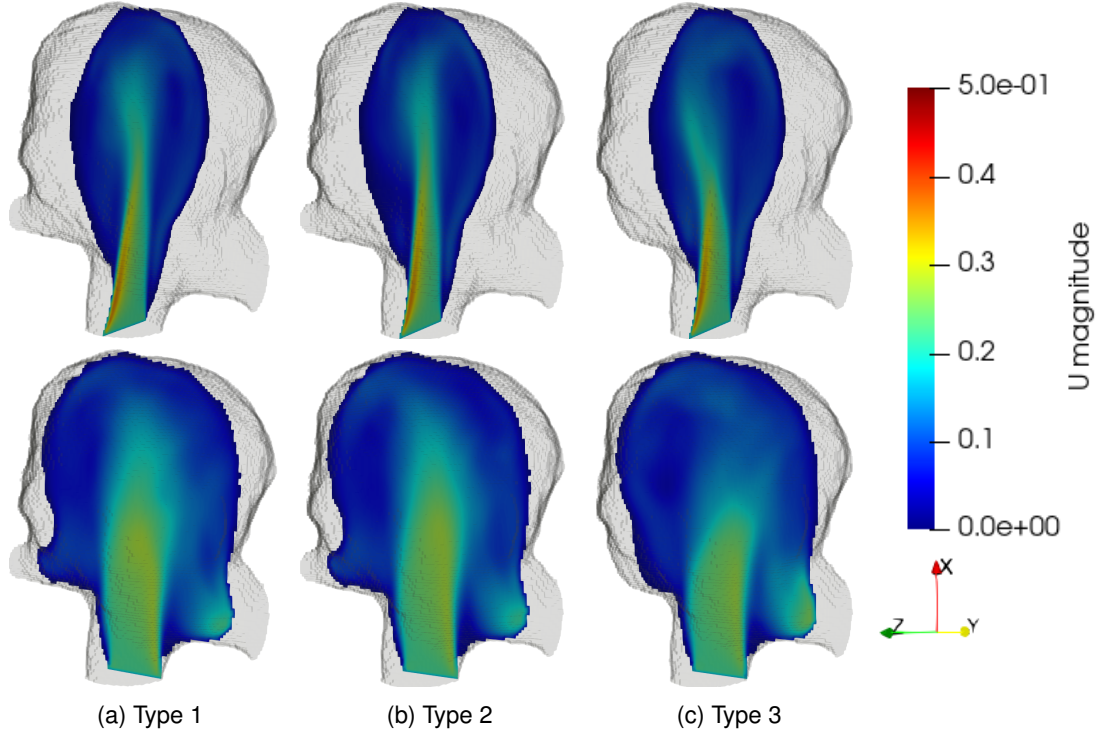 5.0e-01
0.4
0.3
0.2
0.1
0.0e+00
U magnitude
X
Z
Y
(a) Type 1
(b) Type 2
(c) Type 3